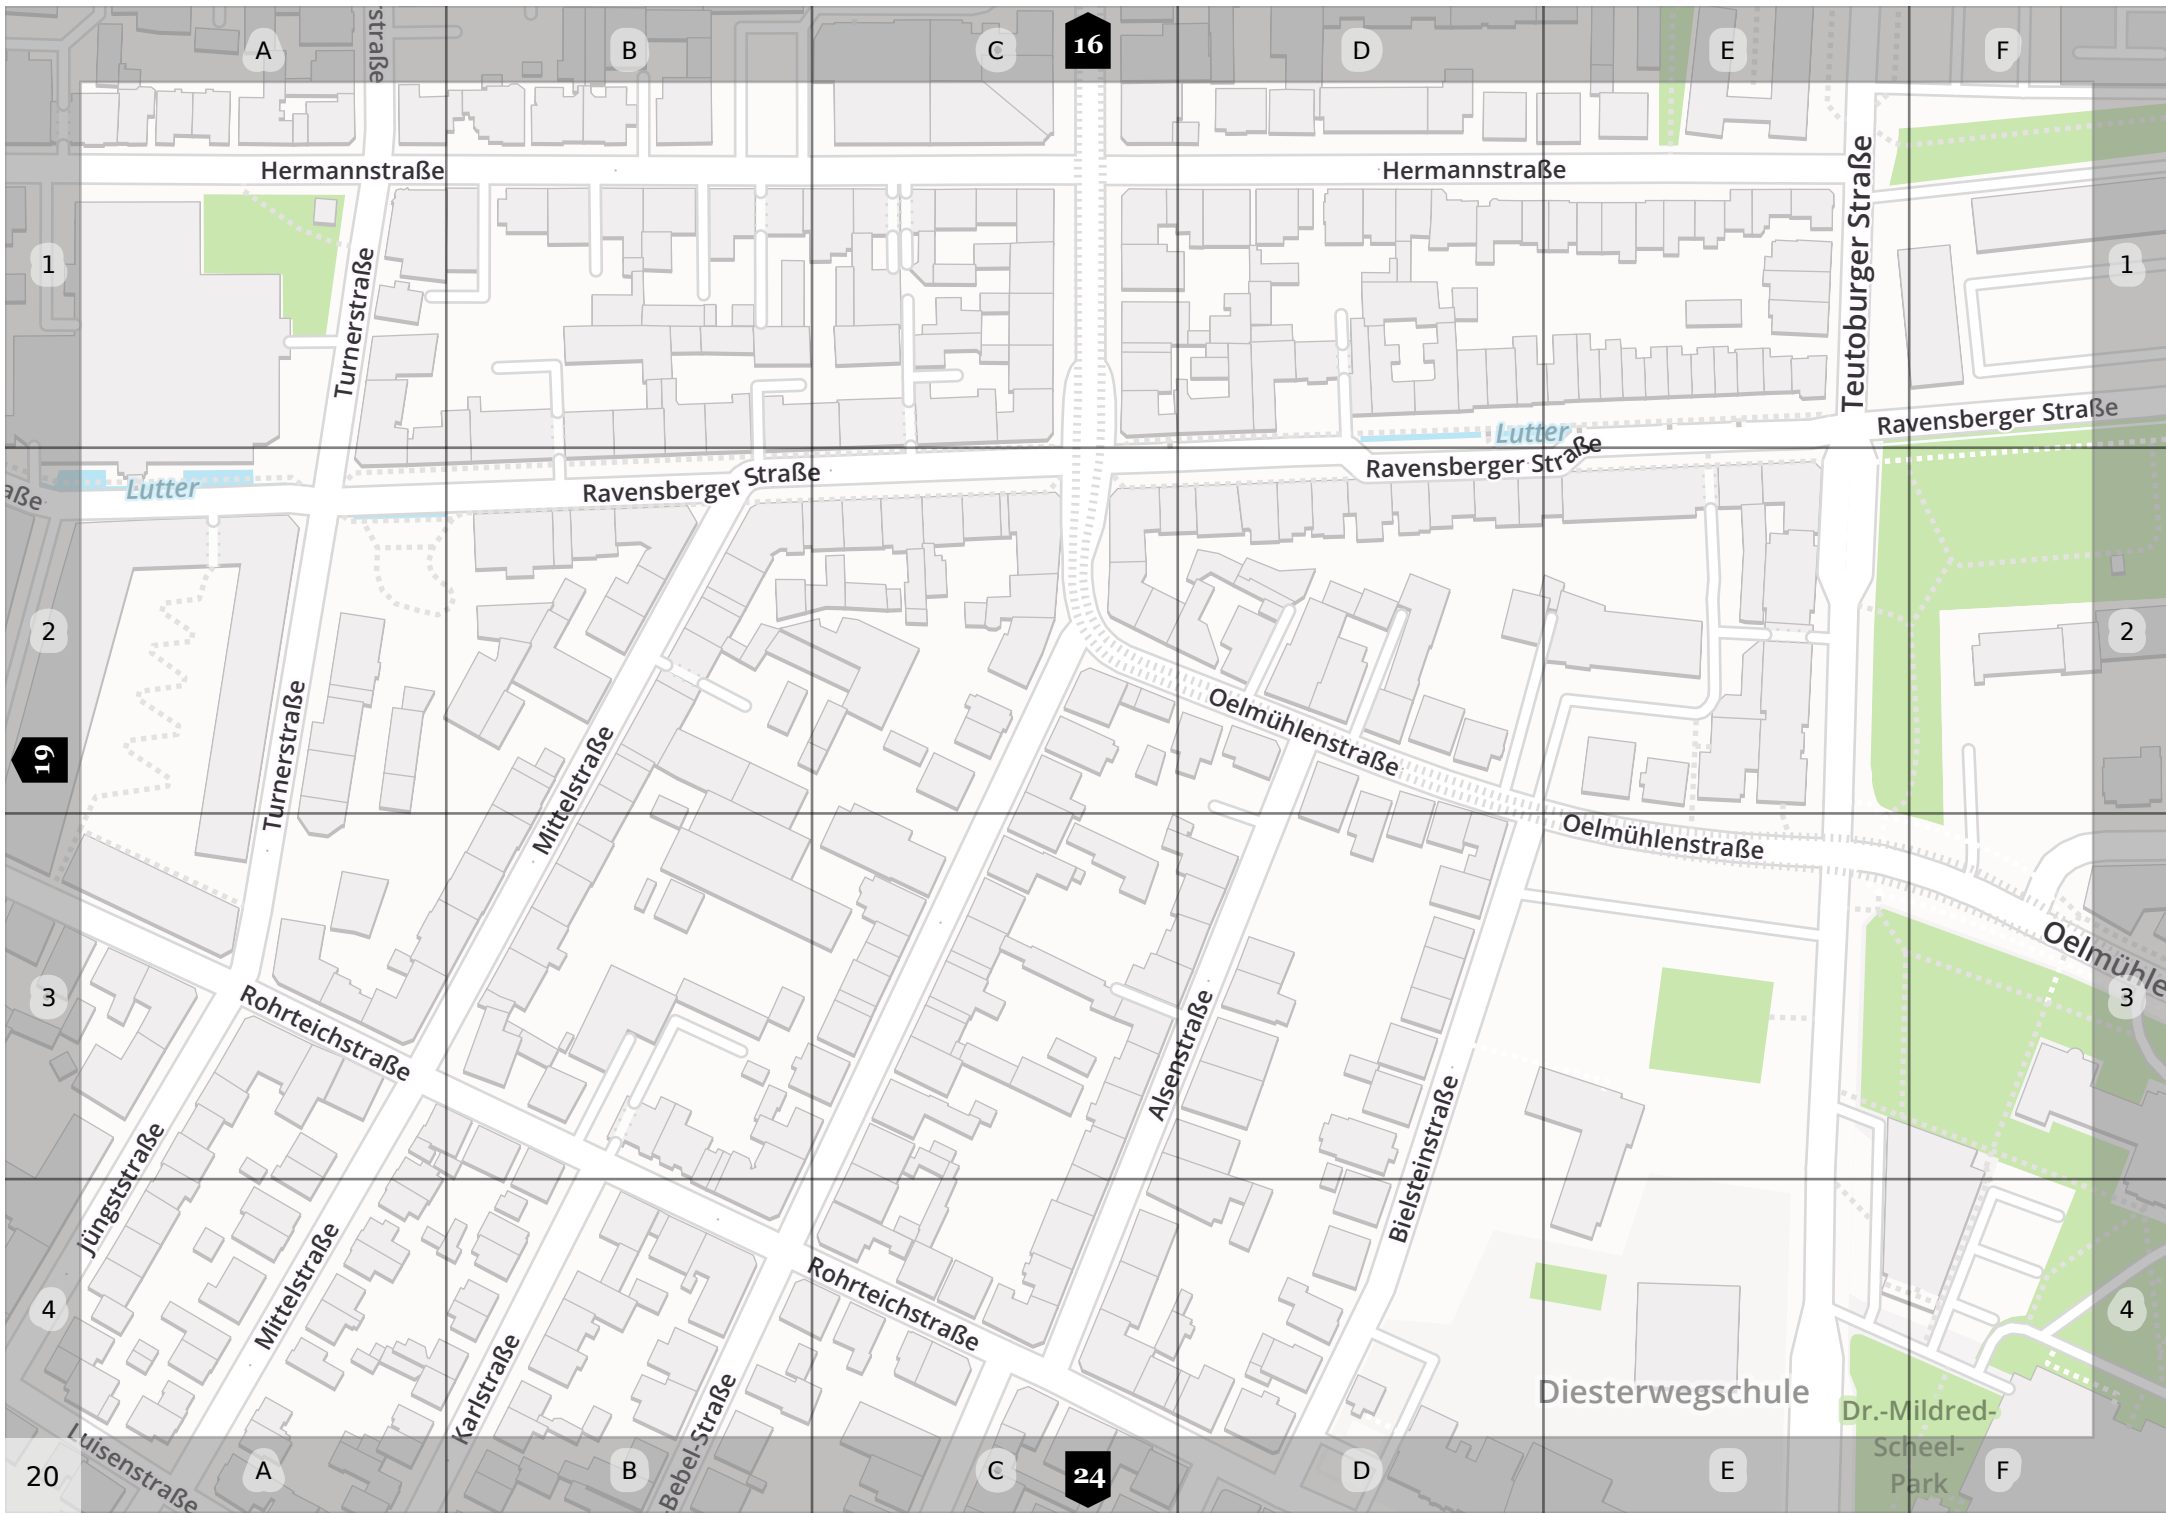 straße
A
B
C
16
D
E
F
Hermannstraße
Hermannstraße
1
Turnerstraße
Teutoburger Straße
1
Lutter
Ravensberger Straße
Ravensberger Straße
Ravensberger Straße
aße
Lutter
2
2
Oelmühlenstraße
Turnerstraße
Mittelstraße
19
Oelmühlenstraße
Oelmühle
3
3
Rohrteichstraße
Alsenstraße
Bielsteinstraße
Jüngststraße
Mittelstraße
Rohrteichstraße
4
4
Karlstraße
-Bebel-Straße
Diesterwegschule
Dr.-Mildred-
Scheel-
Park
Luisenstraße
20
A
B
C
24
D
E
F